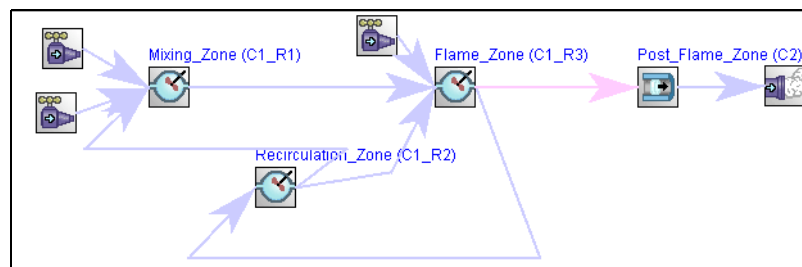 Mixing_Zone (C1_R1)
Flame_Zone (C1_R3)
Post_Flame_Zone (C2)
Recirculation_Zone (C1_R2)